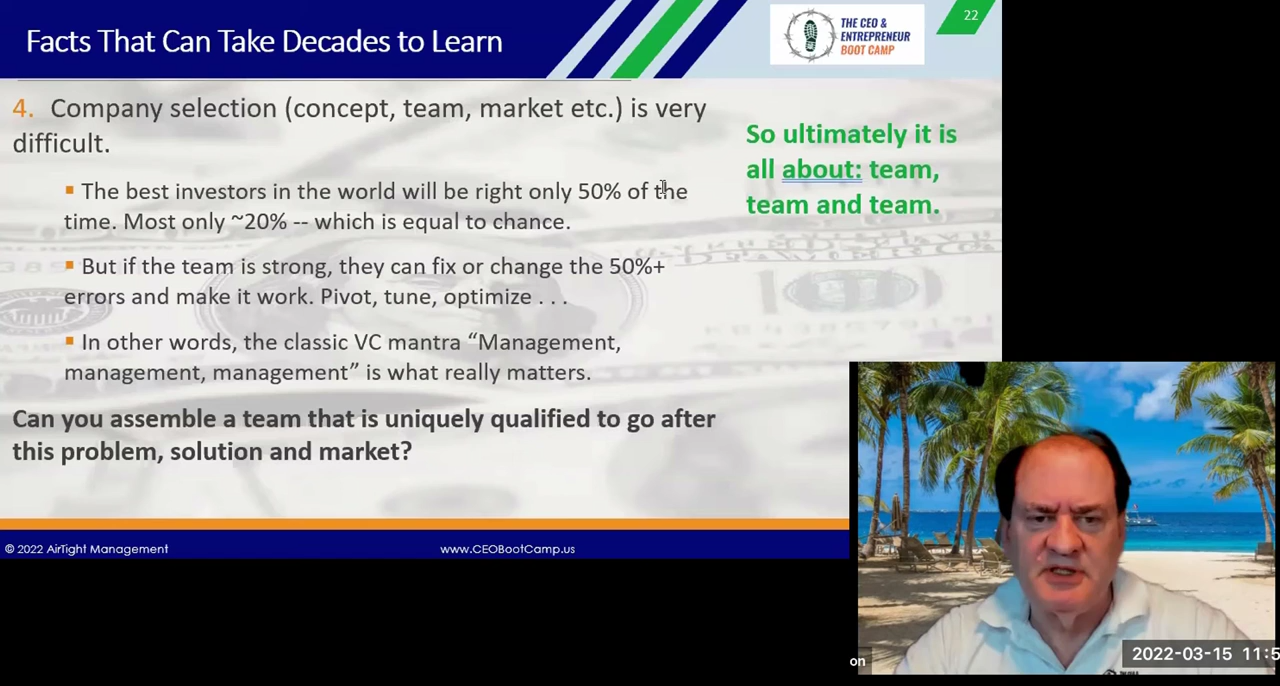 Facts That Can Take Decades to Learn
THE CEO &
ENTREPRENEUR
BOOT CAMP
22
4. Company selection (concept, team, market etc.) is very
difficult.
▪ The best investors in the world will be right only 50% of the
time. Most only ~20% -- which is equal to chance.
▪ But if the team is strong, they can fix or change the 50%+
errors and make it work. Pivot, tune, optimize . . .
▪ In other words, the classic VC mantra “Management,
management, management” is what really matters.
Can you assemble a team that is uniquely qualified to go after
this problem, solution and market?
So ultimately it is
all about: team,
team and team.
© 2022 AirTight Management
www.CEOBootCamp.us
on
2022-03-15 11:5